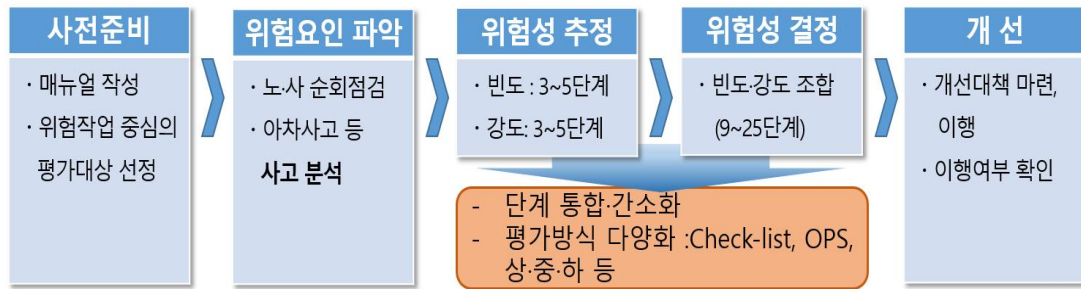 사전준비
· 매뉴얼 작성
· 위험작업 중심의
평가대상 선정
위험요인 파악
· 노·사 순회점검
· 아차사고 등
사고 분석
위험성 추정
· 빈도 : 3~5단계
· 강도: 3~5단계
위험성 결정
· 빈도·강도 조합
(9~25단계)
- 단계 통합·간소화
- 평가방식 다양화 :Check-list, OPS,
상·중·하 등
개 선
· 개선대책 마련,
이행
· 이행여부 확인